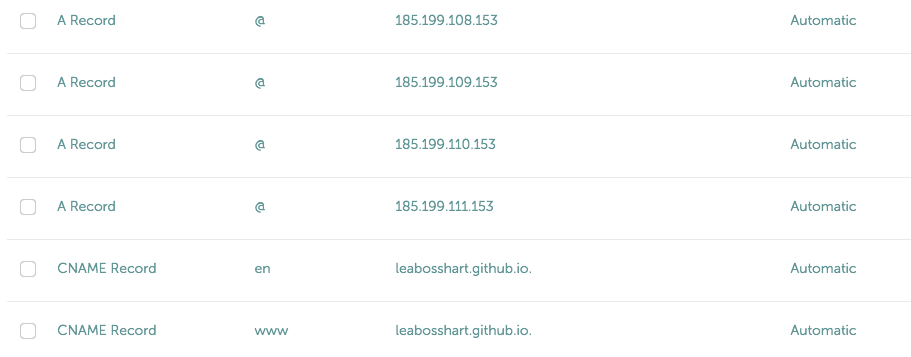 A Record @ 185.199.108.153 Automatic
A Record @ 185.199.109.153 Automatic
A Record @ 185.199.110.153 Automatic
A Record @ 185.199.111.153 Automatic
CNAME Record en leabosshart.github.io. Automatic
CNAME Record www leabosshart.github.io. Automatic